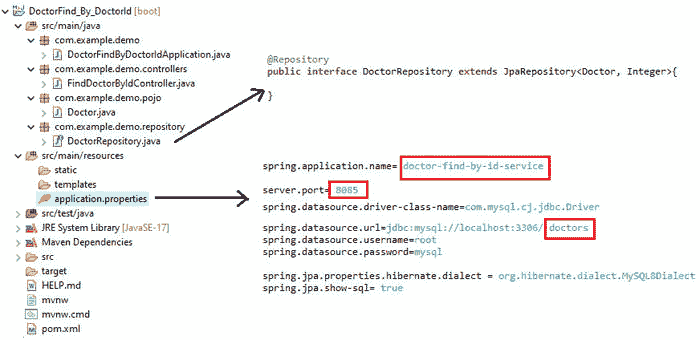 DoctorFind_By_DoctorId [boot]
src/main/java
com.example.demo
DoctorFindByDoctorIdApplication.java
com.example.demo.controllers
FindDoctorByIdController.java
com.example.demo.pojo
Doctor.java
com.example.demo.repository
DoctorRepository.java
src/main/resources
static
templates
application.properties
src/test/java
JRE System Library [JavaSE-17]
Maven Dependencies
src
target
HELP.md
mvnw
mvnw.cmd
pom.xml
@Repository
public interface DoctorRepository extends JpaRepository<Doctor, Integer>{
}
spring.application.name= doctor-find-by-id-service
server.port= 8085
spring.datasource.driver-class-name=com.mysql.cj.jdbc.Driver
spring.datasource.url=jdbc:mysql://localhost:3306/ doctors
spring.datasource.username=root
spring.datasource.password=mysql
spring.jpa.properties.hibernate.dialect = org.hibernate.dialect.MySQL8Dialect
spring.jpa.show-sql= true